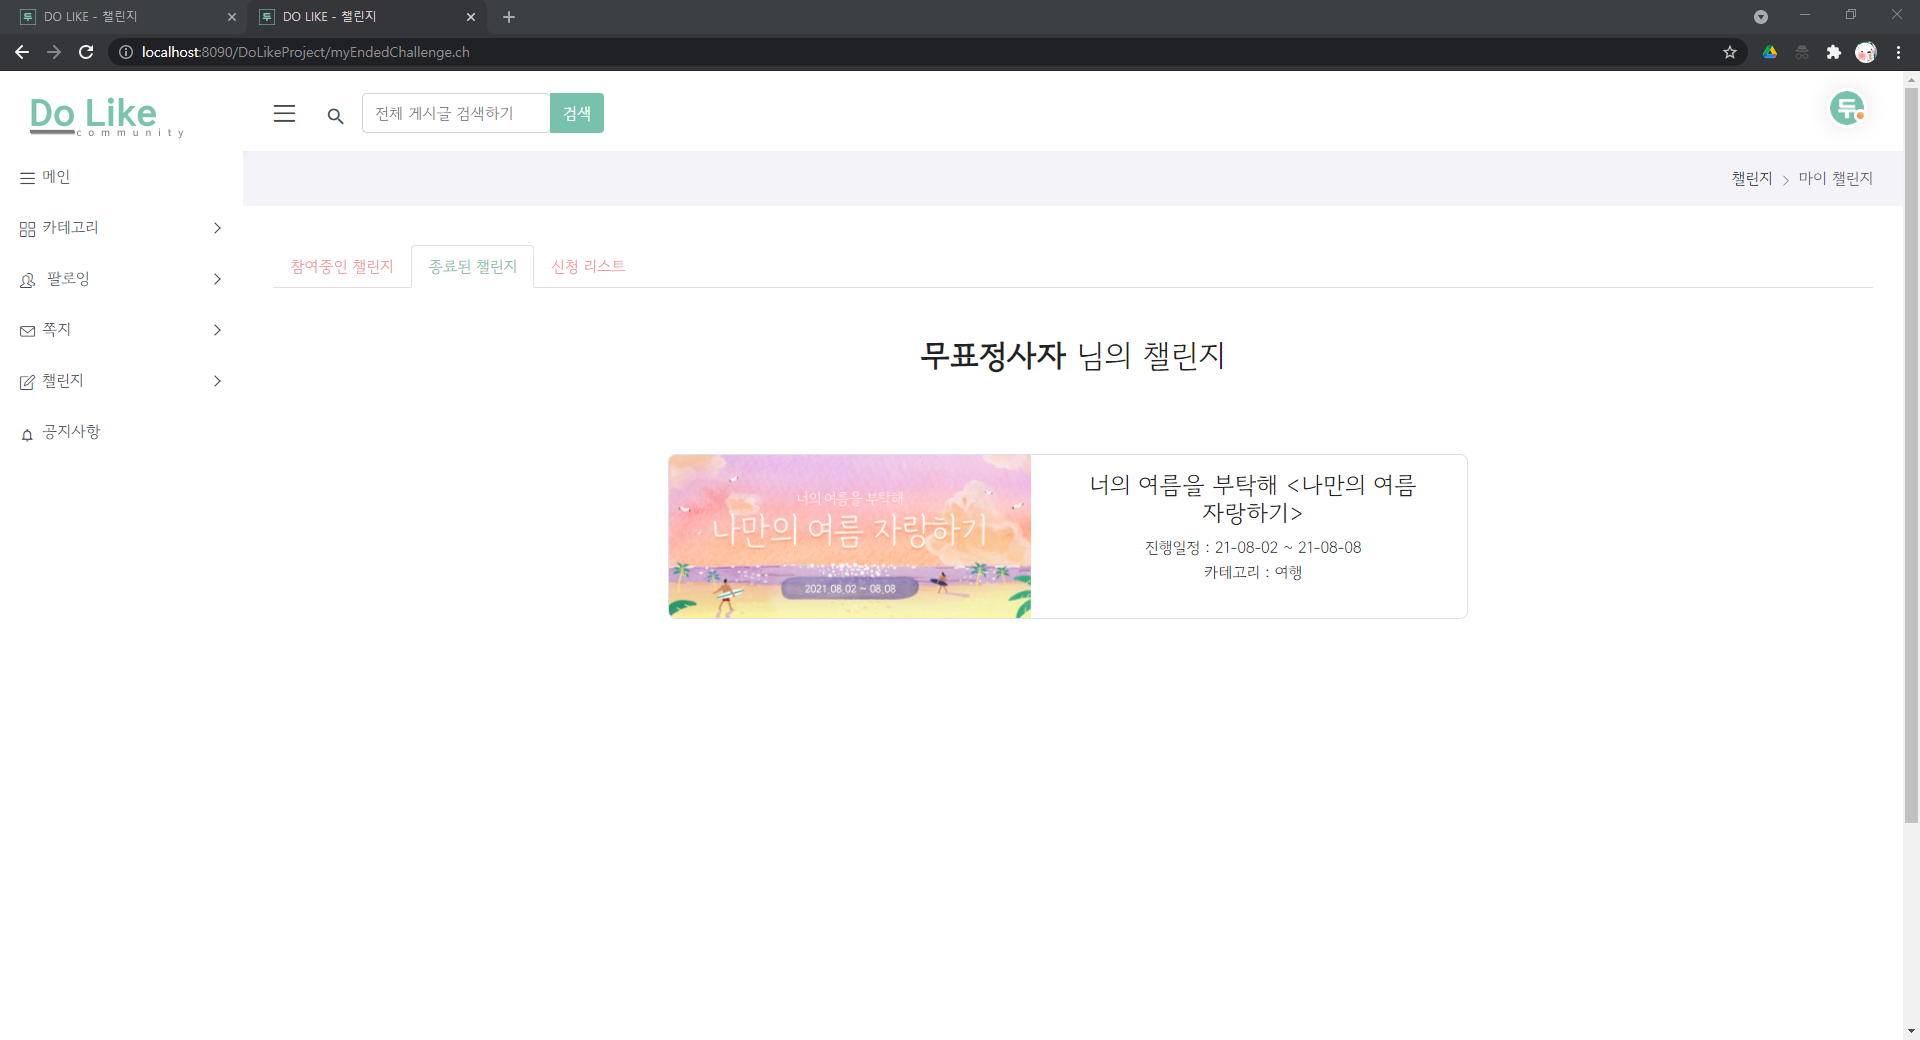 DO LIKE - 챌린지
DO LIKE - 챌린지
localhost:8090/DoLikeProject/myEndedChallenge.ch
Do Like
community
전체 게시글 검색하기
검색
두
메인
카테고리
팔로잉
쪽지
챌린지
공지사항
챌린지 > 마이 챌린지
참여중인 챌린지
종료된 챌린지
신청 리스트
무표정사자 님의 챌린지
너의 여름을 부탁해
나만의 여름 자랑하기
2021.08.02 ~ 08.08
너의 여름을 부탁해 <나만의 여름
자랑하기>
진행일정 : 21-08-02 ~ 21-08-08
카테고리 : 여행